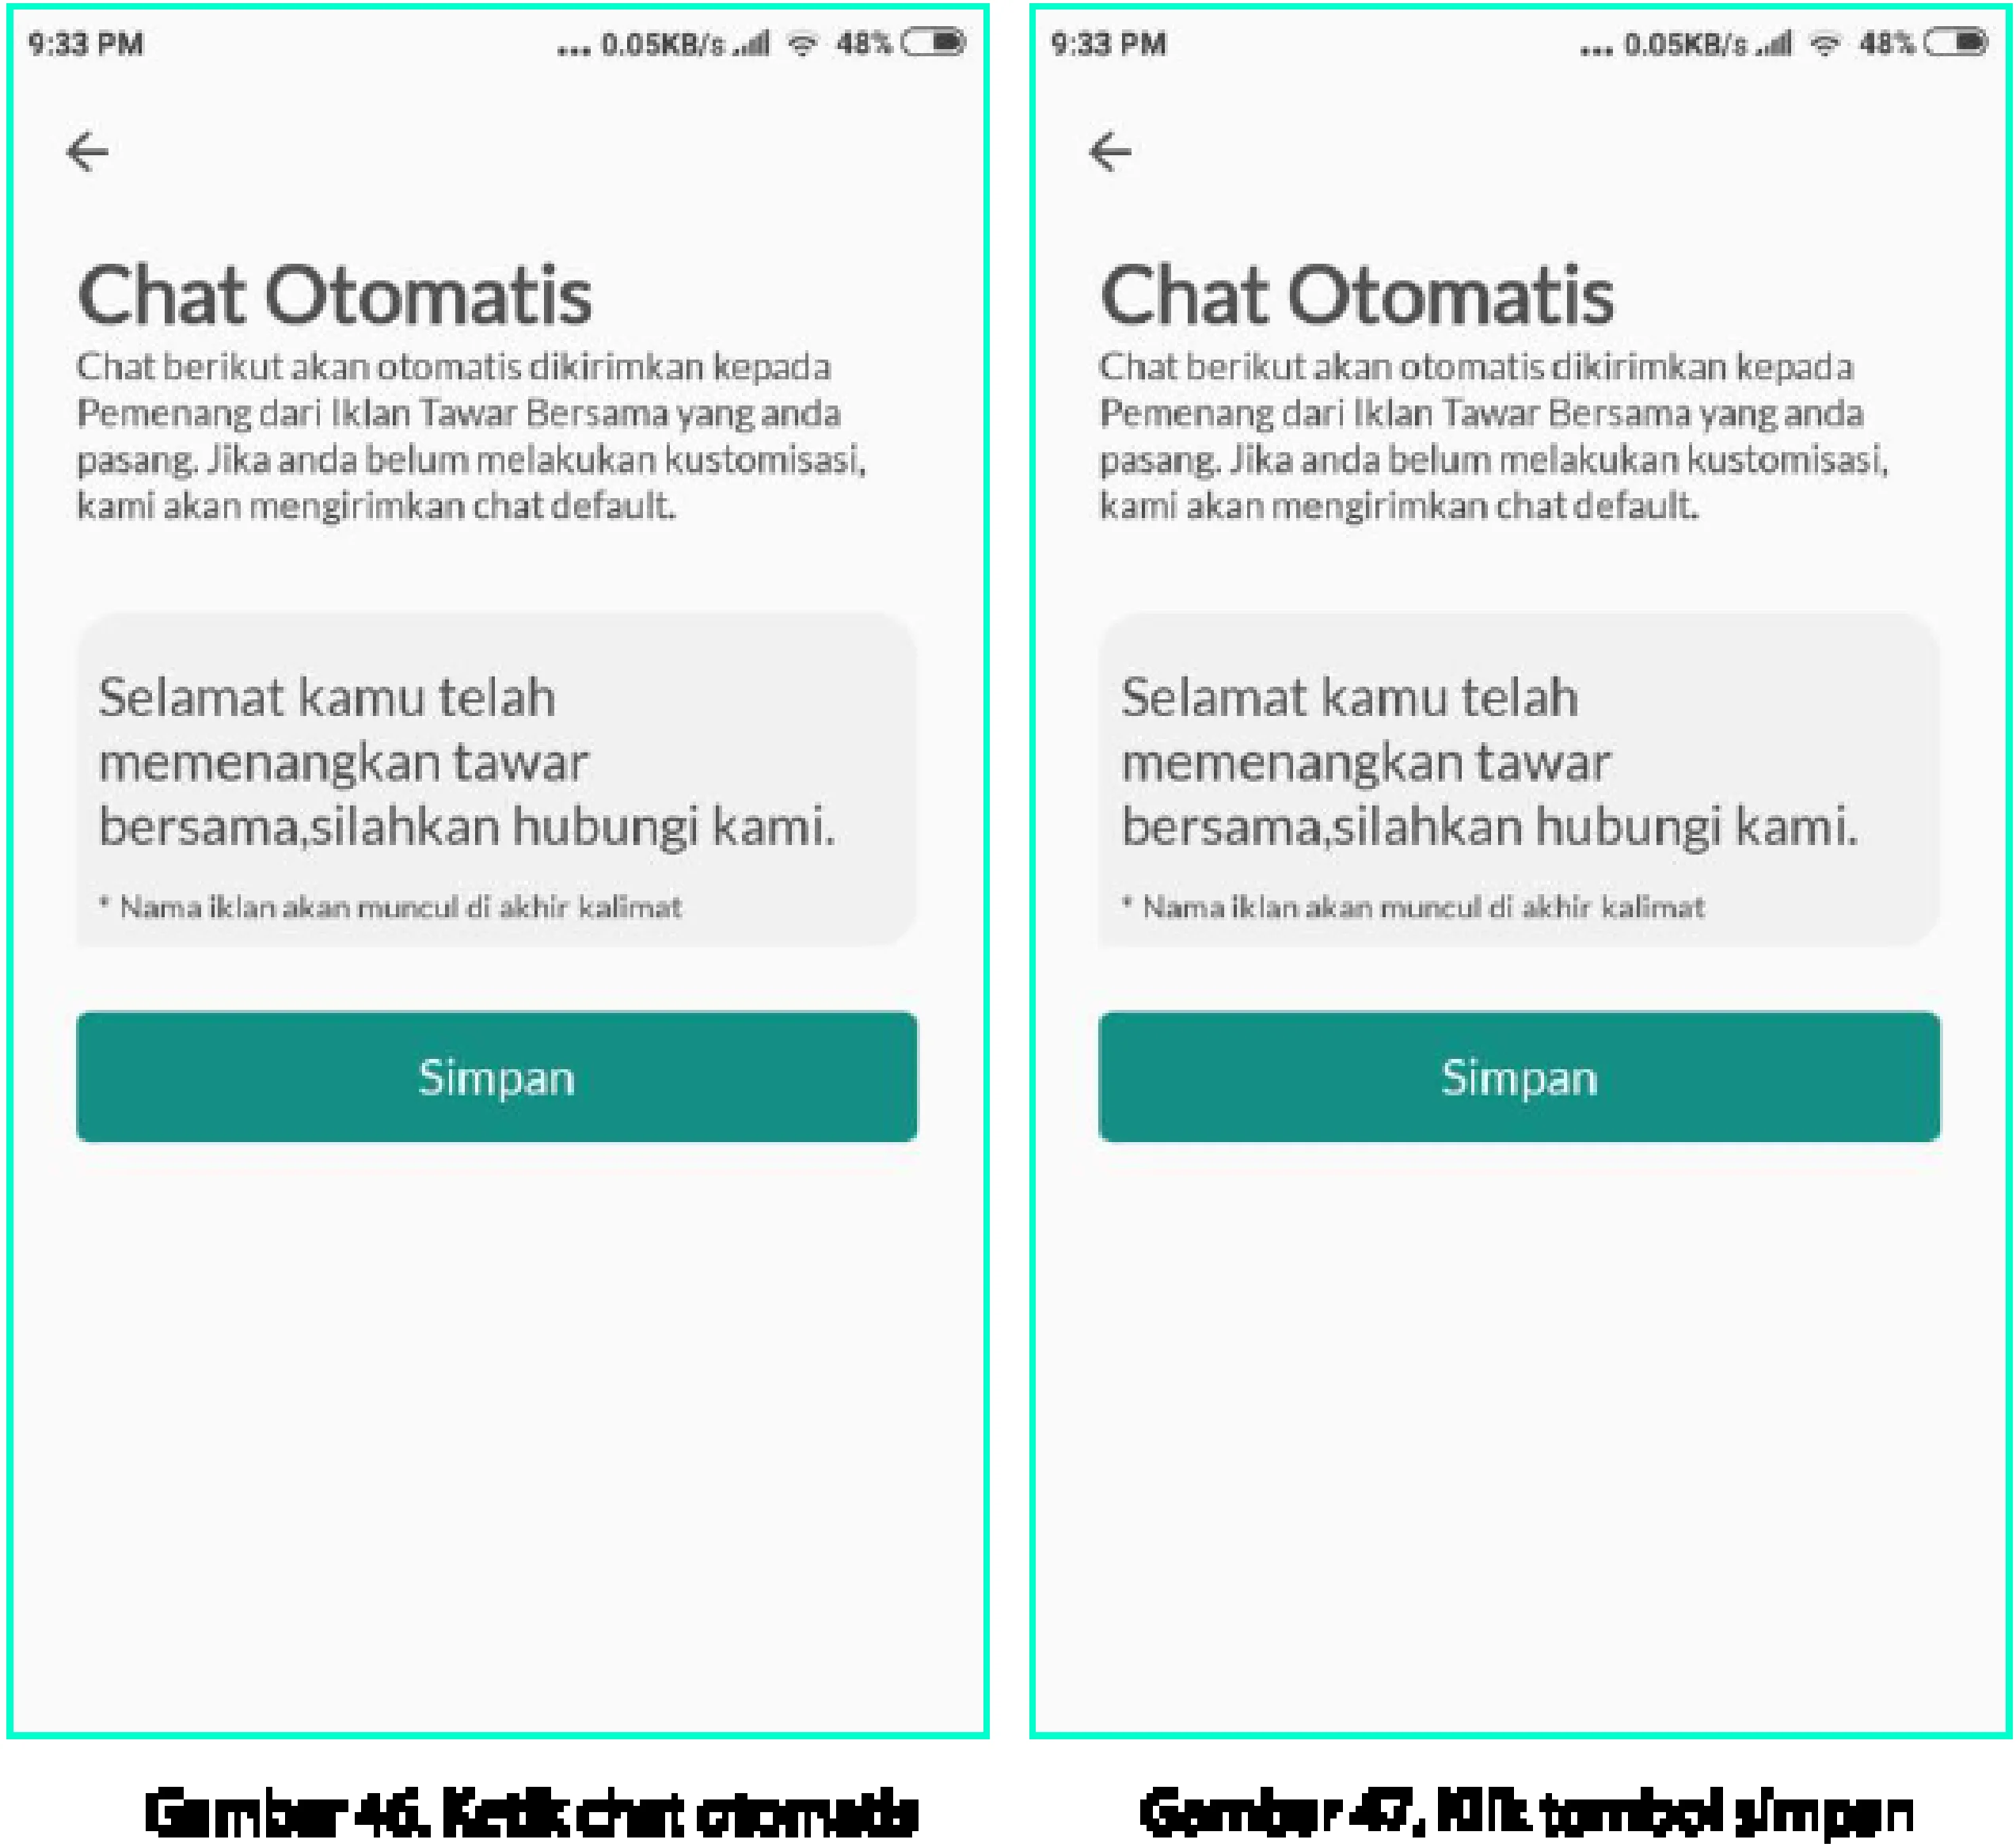 9:33 PM ... 0.05KB/s 48%
Chat Otomatis
Chat berikut akan otomatis dikirimkan kepada
Pemenang dari Iklan Tawar Bersama yang anda
pasang. Jika anda belum melakukan kustomisasi,
kami akan mengirimkan chat default.
Selamat kamu telah
memenangkan tawar
bersama,silahkan hubungi kami.
* Nama iklan akan muncul di akhir kalimat
Simpan
Gambar 46. Ketik chat otomatis
9:33 PM ... 0.05KB/s 48%
Chat Otomatis
Chat berikut akan otomatis dikirimkan kepada
Pemenang dari Iklan Tawar Bersama yang anda
pasang. Jika anda belum melakukan kustomisasi,
kami akan mengirimkan chat default.
Selamat kamu telah
memenangkan tawar
bersama,silahkan hubungi kami.
* Nama iklan akan muncul di akhir kalimat
Simpan
Gambar 47, Klik tombol simpan